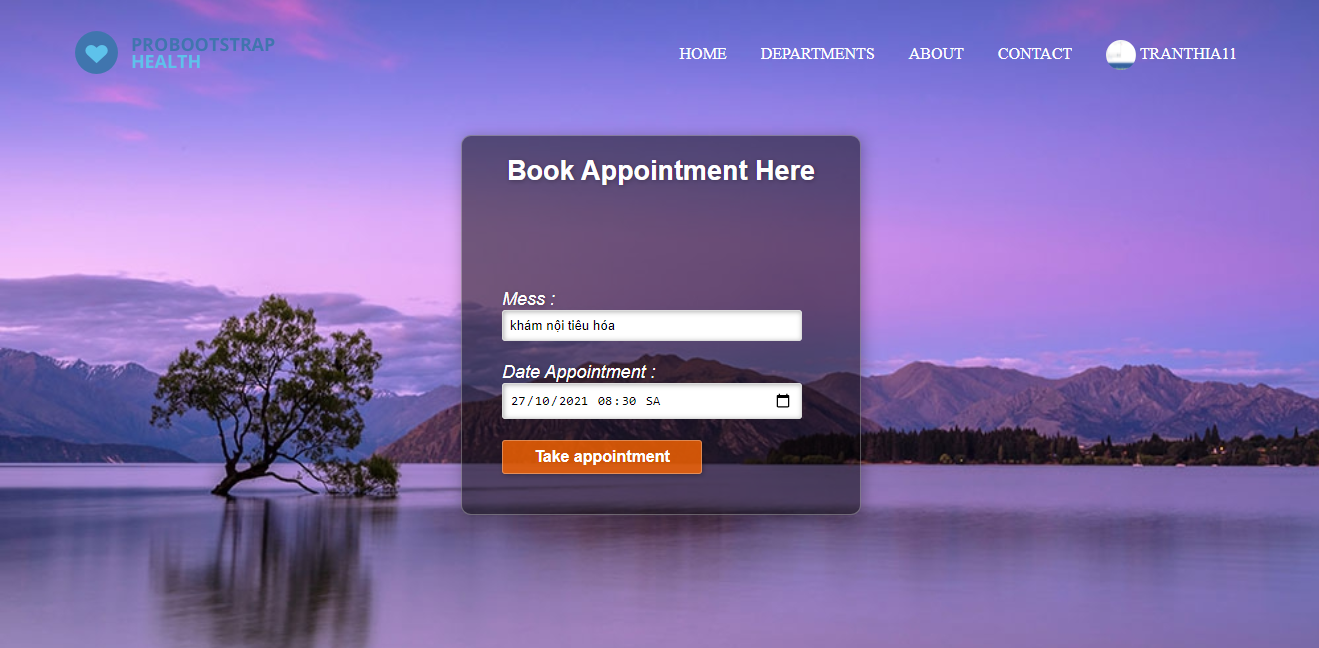 PROBOOTSTRAP
HEALTH
HOME DEPARTMENTS ABOUT CONTACT TRANTHIA11
Book Appointment Here
Mess :
khám nội tiêu hóa
Date Appointment :
27/10/2021 08:30 SA
Take appointment